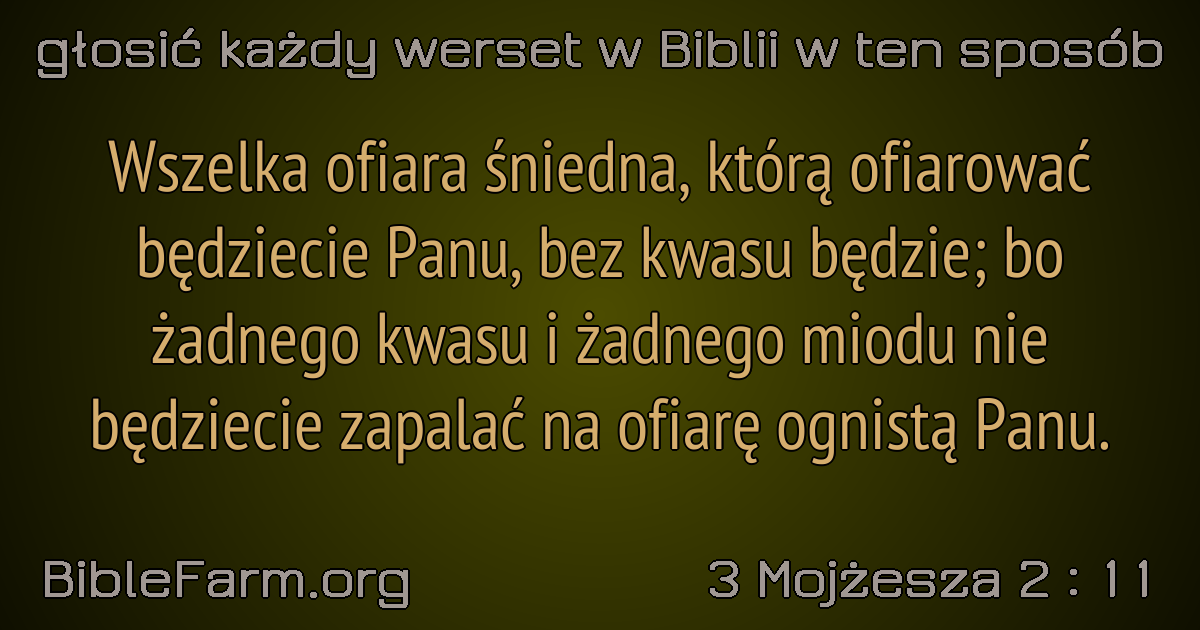 głosić każdy werset w Biblii w ten sposób
Wszelka ofiara śniedna, którą ofiarować
będziecie Panu, bez kwasu będzie; bo
żadnego kwasu i żadnego miodu nie
będziecie zapalać na ofiarę ognistą Panu.
BibleFarm.org
3 Mojżesza 2 : 11